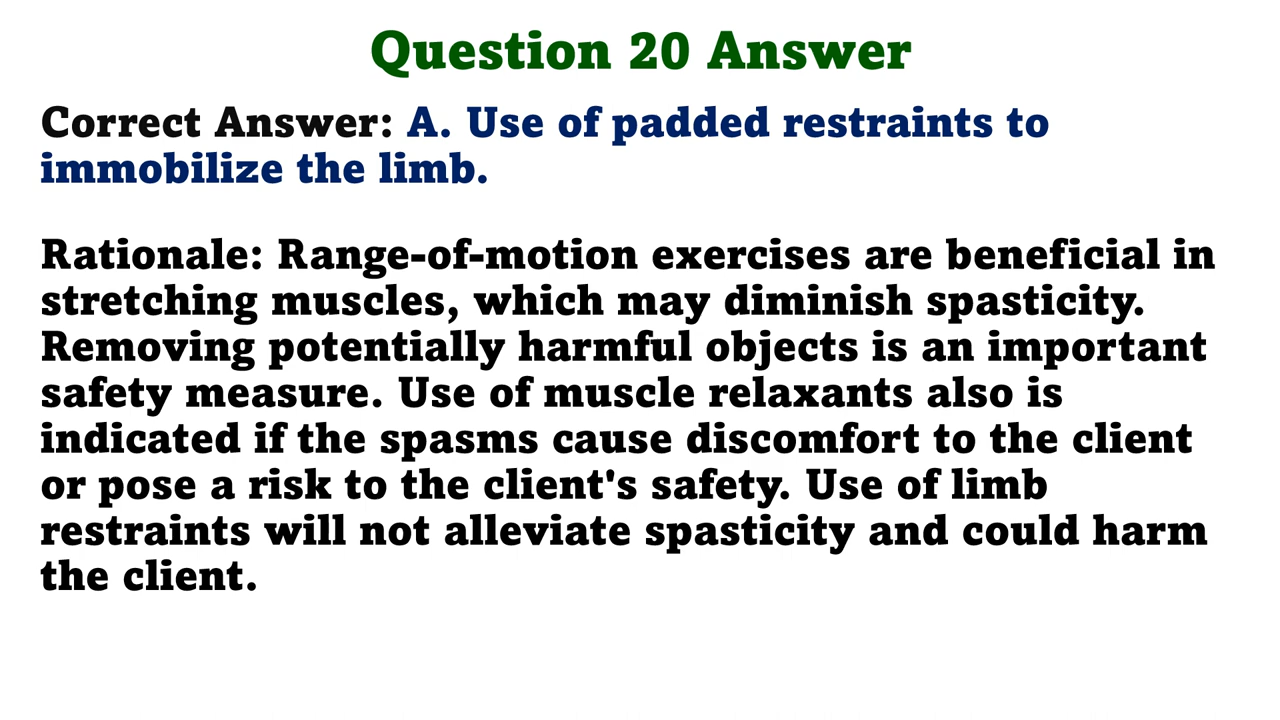 Question 20 Answer
Correct Answer: A. Use of padded restraints to
immobilize the limb.
Rationale: Range-of-motion exercises are beneficial in
stretching muscles, which may diminish spasticity.
Removing potentially harmful objects is an important
safety measure. Use of muscle relaxants also is
indicated if the spasms cause discomfort to the client
or pose a risk to the client's safety. Use of limb
restraints will not alleviate spasticity and could harm
the client.